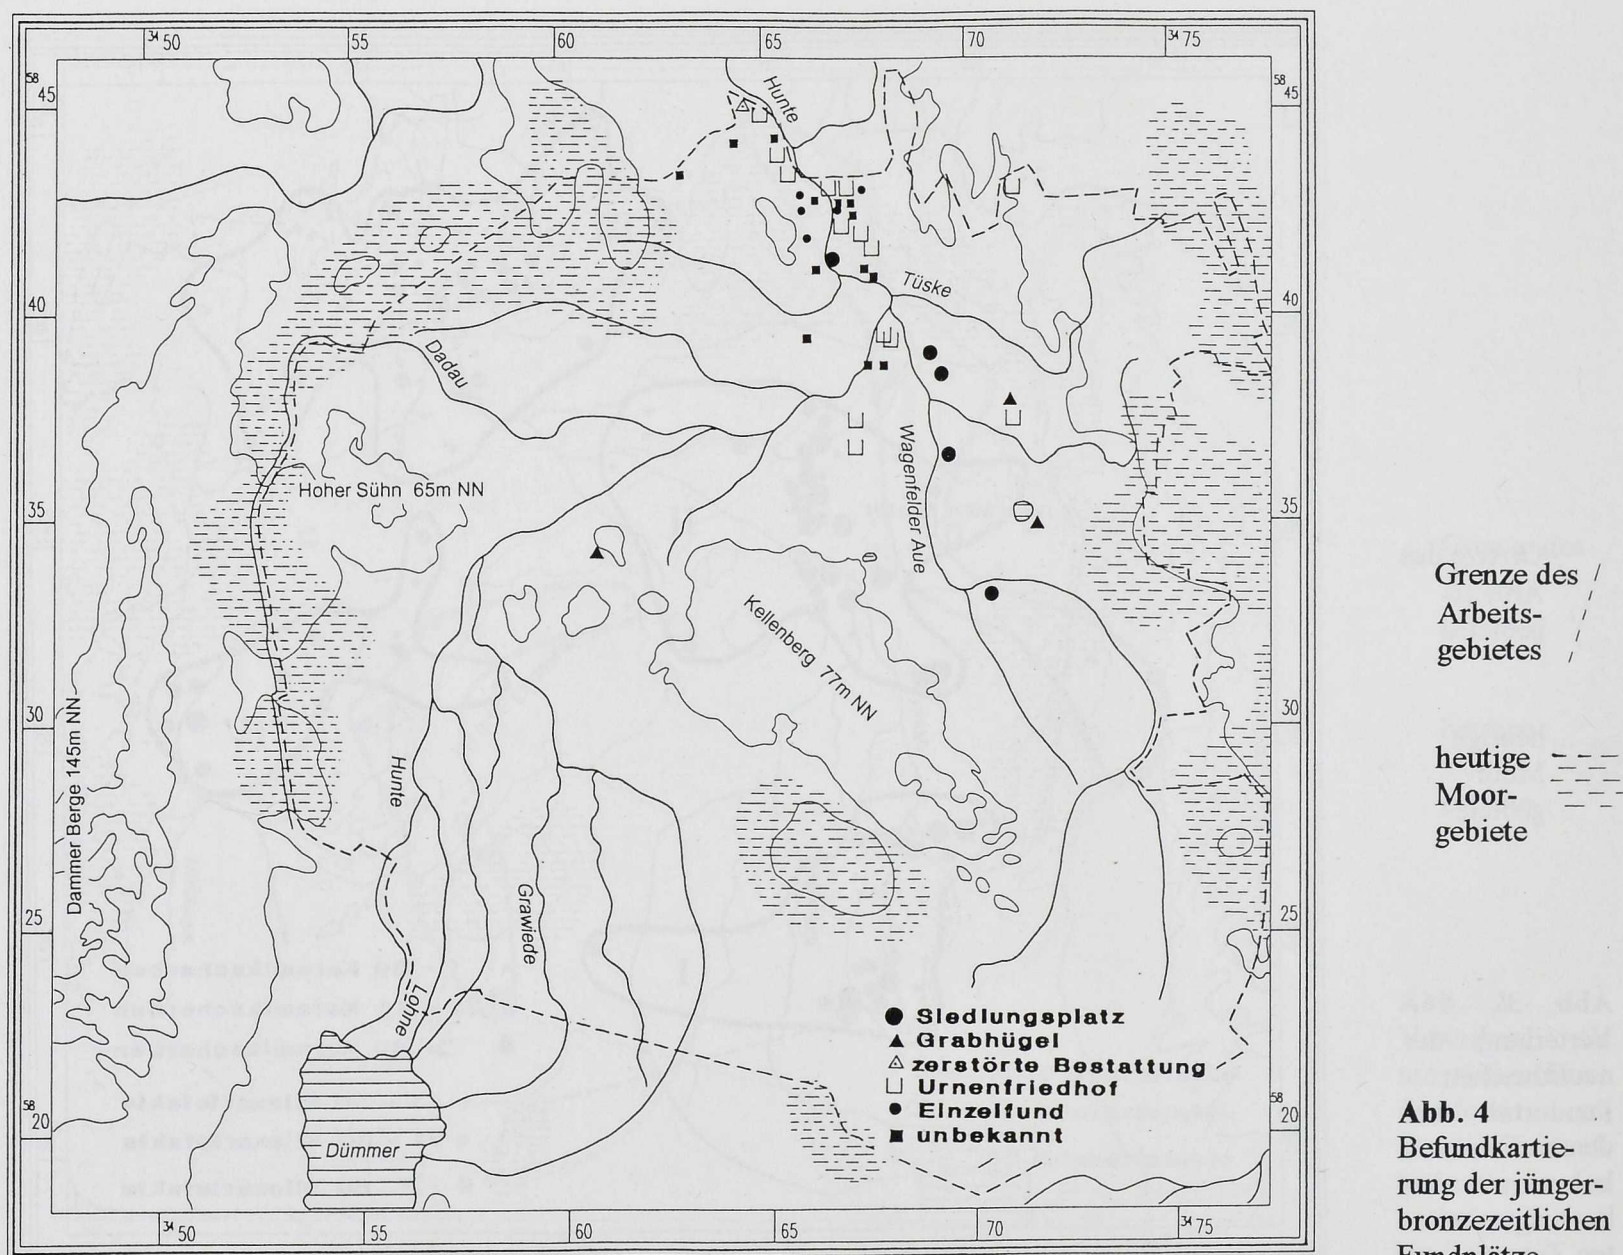 34 50
55
60
65
70
34 75
58
45
58
45
Hunte
40
Tüske
40
Dadau
Hoher Sühn 65m NN
Wagenfelder Aue
35
35
Kellenberg 77m NN
30
30
Dammer Berge 145m NN
Hunte
25
Grawiede
25
Lohne
58
20
58
20
Dümmer
Siedlungsplatz
Grabhügel
zerstörte Bestattung
Urnenfriedhof
Einzelfund
unbekannt
34 50
55
60
65
70
34 75
Grenze des
Arbeits-
gebietes
heutige
Moor-
gebiete
Abb. 4
Befundkartie-
rung der jünger-
bronzezeitlichen
Fundplätze